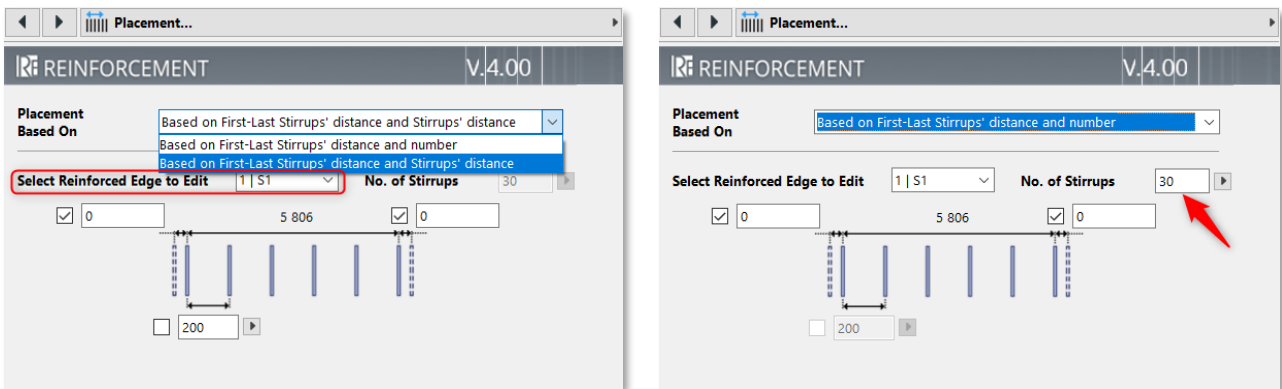 Placement...
REINFORCEMENT V.4.00
Placement
Based On
Based on First-Last Stirrups' distance and Stirrups' distance
Based on First-Last Stirrups' distance and number
Based on First-Last Stirrups' distance and Stirrups' distance
Select Reinforced Edge to Edit 1 | S1 No. of Stirrups 30
0 5 806 0
200
Placement...
REINFORCEMENT V.4.00
Placement
Based On
Based on First-Last Stirrups' distance and number
Select Reinforced Edge to Edit 1 | S1 No. of Stirrups 30
0 5 806 0
200